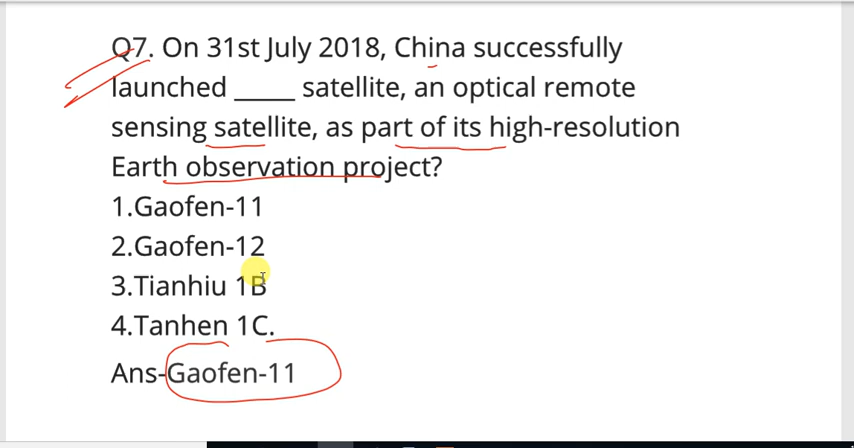 Q7. On 31st July 2018, China successfully
launched _____ satellite, an optical remote
sensing satellite, as part of its high-resolution
Earth observation project?
1.Gaofen-11
2.Gaofen-12
3.Tianhiu 1B
4.Tanhen 1C.
Ans-Gaofen-11